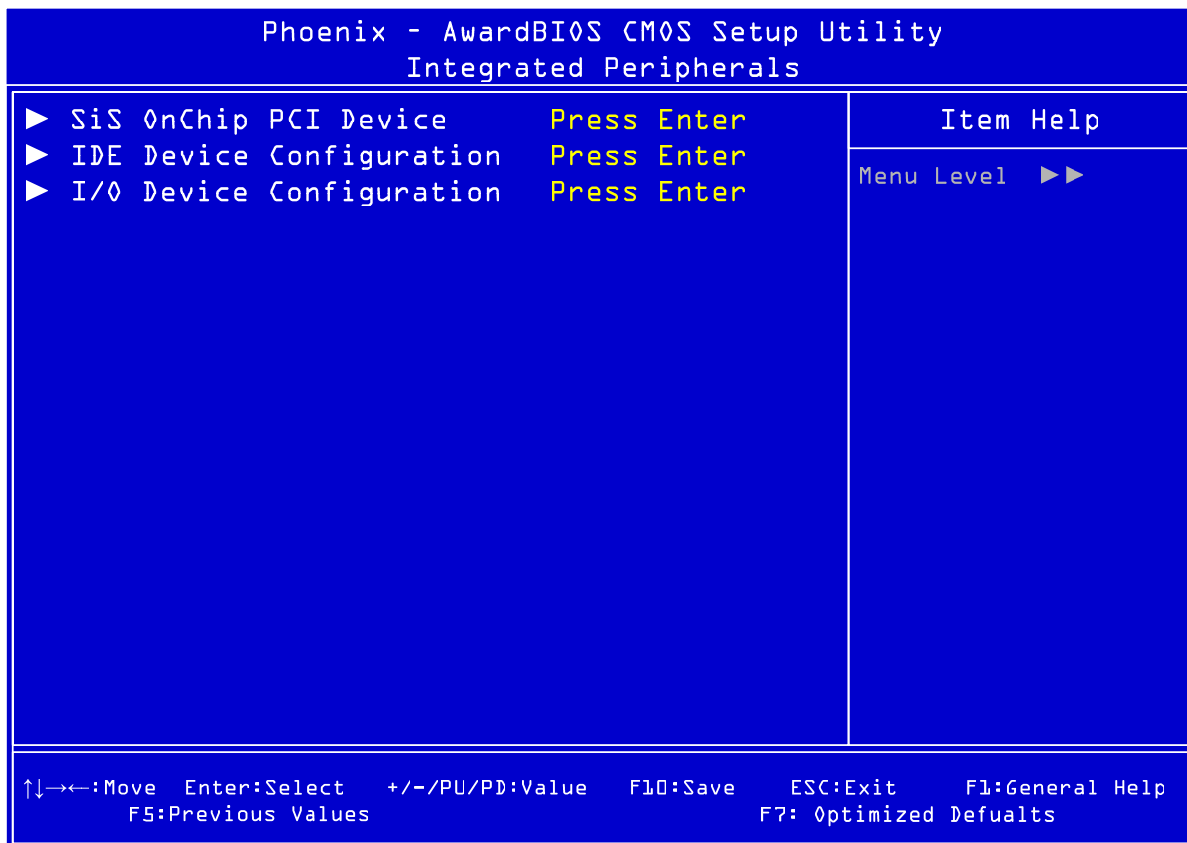 Phoenix - AwardBIOS CMOS Setup Utility
Integrated Peripherals
▶ SiS OnChip PCI Device Press Enter
▶ IDE Device Configuration Press Enter
▶ I/O Device Configuration Press Enter
Item Help
Menu Level ▶▶
↑↓→←:Move Enter:Select +/-/PU/PD:Value F10:Save ESC:Exit F1:General Help
F5:Previous Values F7: Optimized Defualts